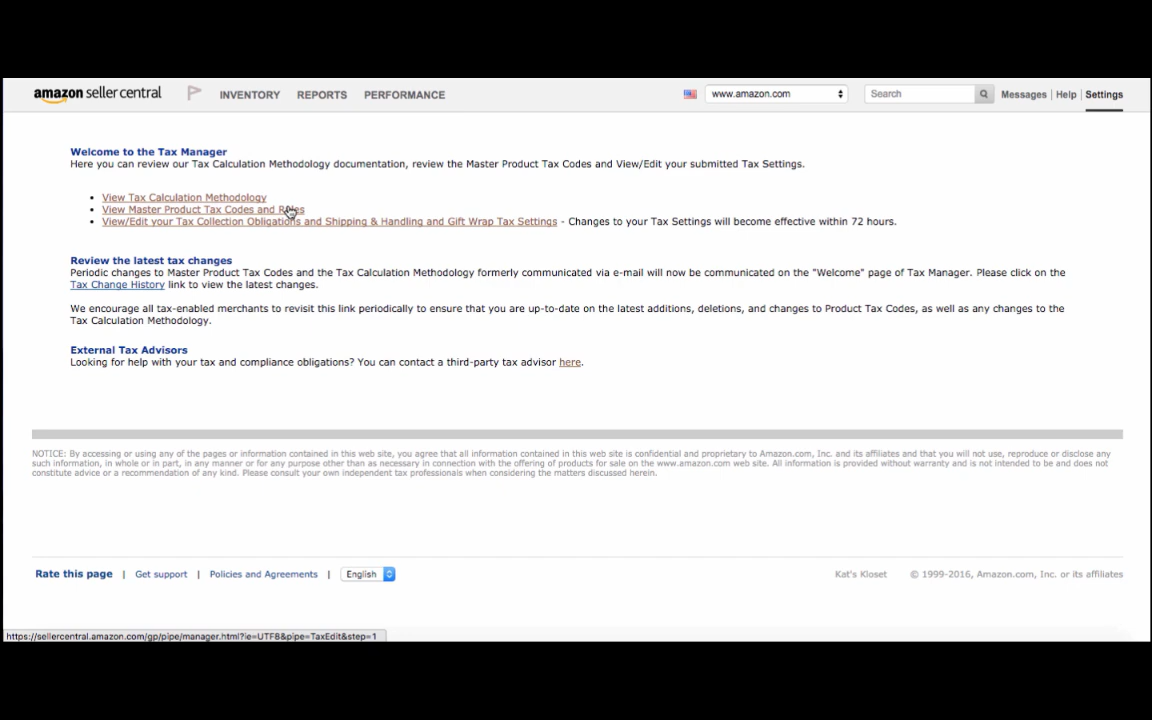 amazon seller central INVENTORY REPORTS PERFORMANCE www.amazon.com Search Messages | Help | Settings
Welcome to the Tax Manager
Here you can review our Tax Calculation Methodology documentation, review the Master Product Tax Codes and View/Edit your submitted Tax Settings.
• View Tax Calculation Methodology
• View Master Product Tax Codes and Rules
• View/Edit your Tax Collection Obligations and Shipping & Handling and Gift Wrap Tax Settings - Changes to your Tax Settings will become effective within 72 hours.
Review the latest tax changes
Periodic changes to Master Product Tax Codes and the Tax Calculation Methodology formerly communicated via e-mail will now be communicated on the "Welcome" page of Tax Manager. Please click on the
Tax Change History link to view the latest changes.
We encourage all tax-enabled merchants to revisit this link periodically to ensure that you are up-to-date on the latest additions, deletions, and changes to Product Tax Codes, as well as any changes to the
Tax Calculation Methodology.
External Tax Advisors
Looking for help with your tax and compliance obligations? You can contact a third-party tax advisor here.
NOTICE: By accessing or using any of the pages or information contained in this web site, you agree that all information contained in this web site is confidential and proprietary to Amazon.com, Inc. and its affiliates and that you will not use, reproduce or disclose any
such information, in whole or in part, in any manner or for any purpose other than as necessary in connection with the offering of products for sale on the www.amazon.com web site. All information is provided without warranty and is not intended to be and does not
constitute advice or a recommendation of any kind. Please consult your own independent tax professionals when considering the matters discussed herein.
Rate this page | Get support | Policies and Agreements | English Kat's Kloset © 1999-2016, Amazon.com, Inc. or its affiliates
https://sellercentral.amazon.com/gp/pipe/manager.html?ie=UTF8&pipe=TaxEdit&step=1